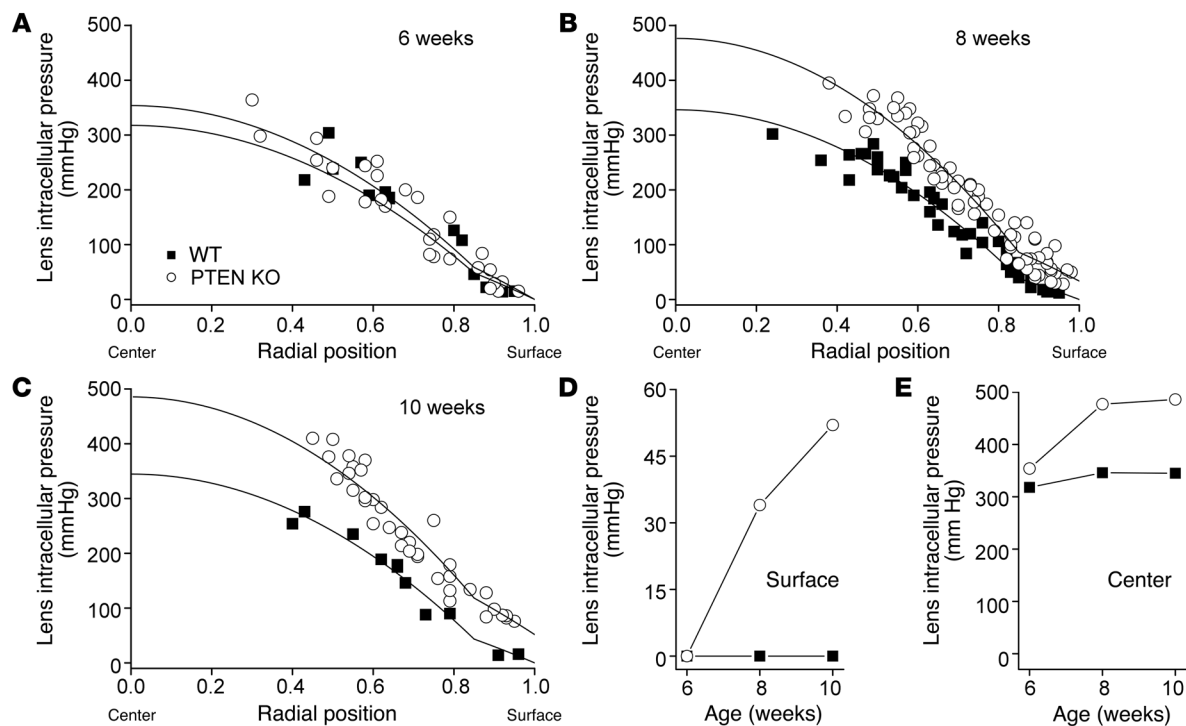 A
6 weeks
500
400
300
200
100
0
Lens intracellular pressure
(mmHg)
WT
PTEN KO
0.0 0.2 0.4 0.6 0.8 1.0
Center Radial position Surface
B
8 weeks
500
400
300
200
100
0
Lens intracellular pressure
(mmHg)
0.0 0.2 0.4 0.6 0.8 1.0
Center Radial position Surface
C
10 weeks
500
400
300
200
100
0
Lens intracellular pressure
(mmHg)
0.0 0.2 0.4 0.6 0.8 1.0
Center Radial position Surface
D
60
45
30
15
0
Lens intracellular pressure
(mmHg)
Surface
6 8 10
Age (weeks)
E
500
400
300
200
100
0
Lens intracellular pressure
(mm Hg)
Center
6 8 10
Age (weeks)